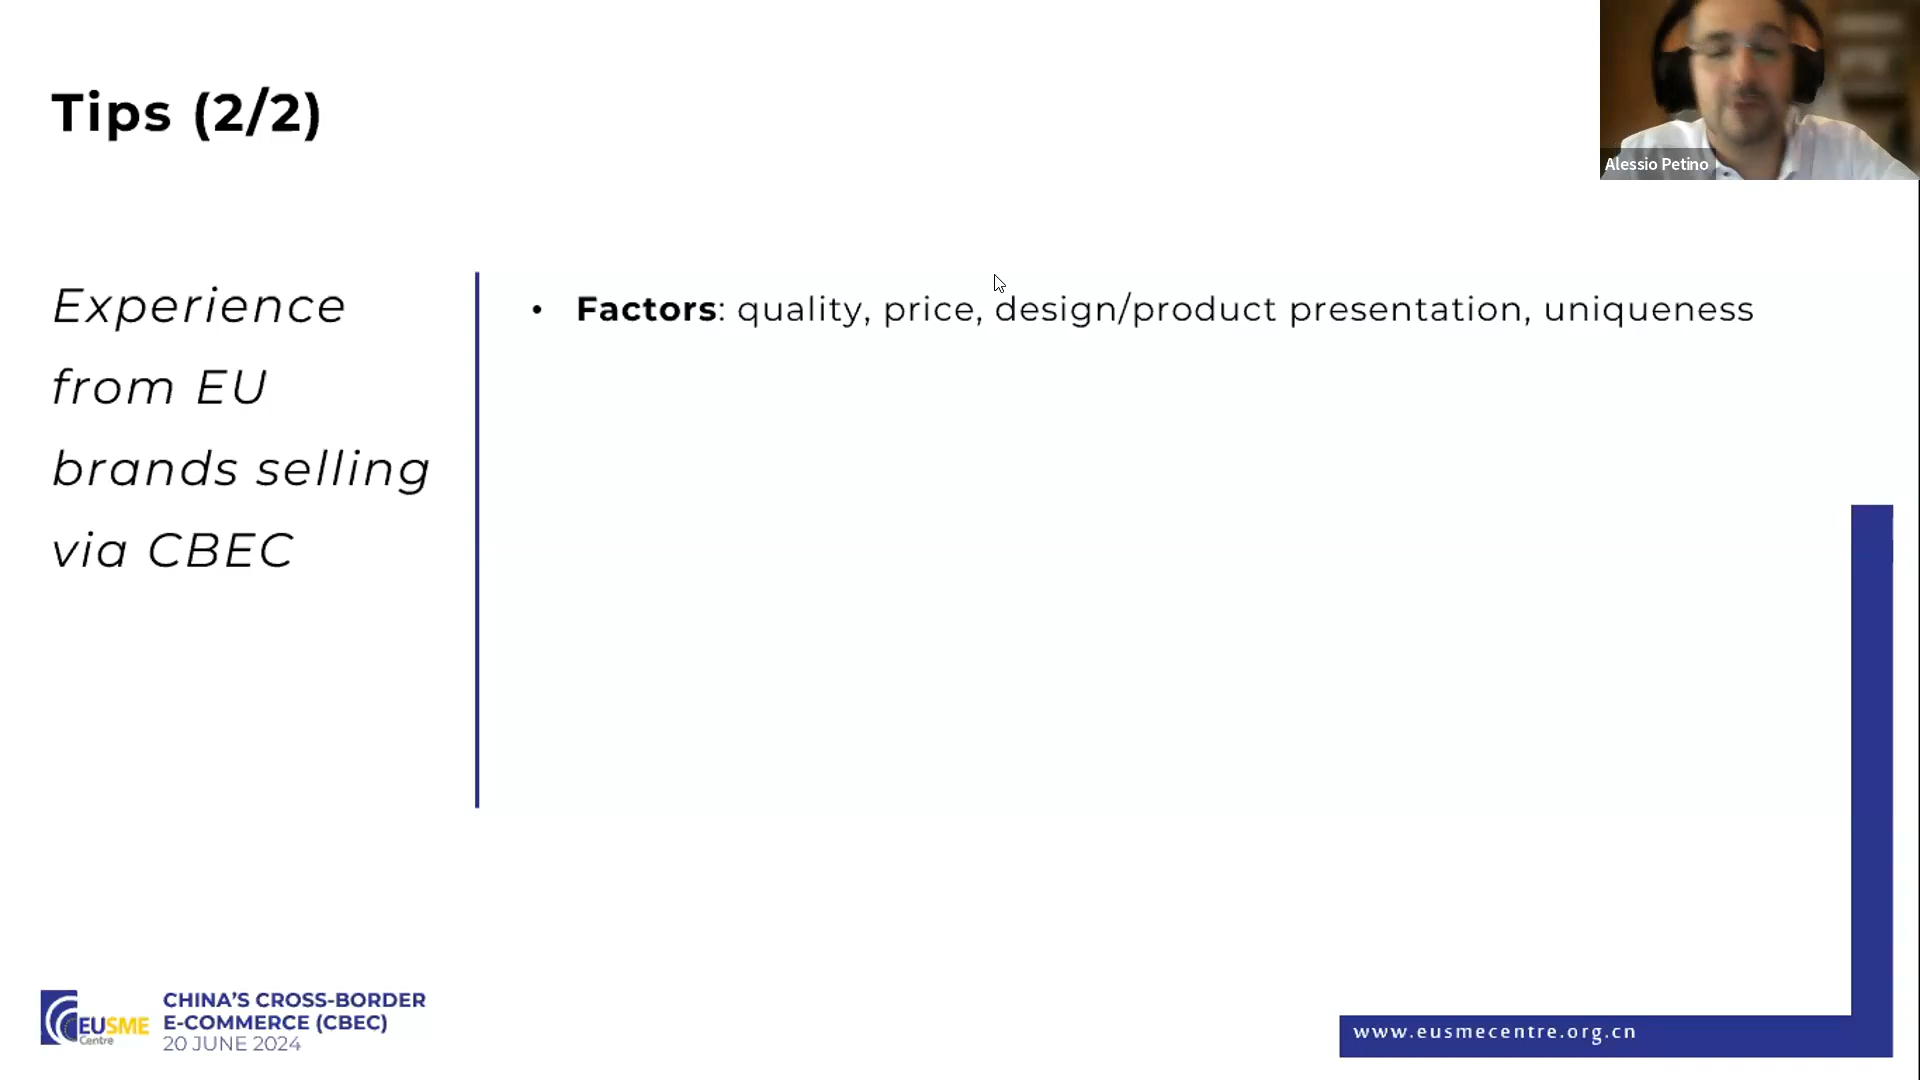 Tips (2/2)
Alessio Petino
Experience
from EU
brands selling
via CBEC
• Factors: quality, price, design/product presentation, uniqueness
EUSME
Centre
CHINA'S CROSS-BORDER
E-COMMERCE (CBEC)
20 JUNE 2024
www.eusmecentre.org.cn